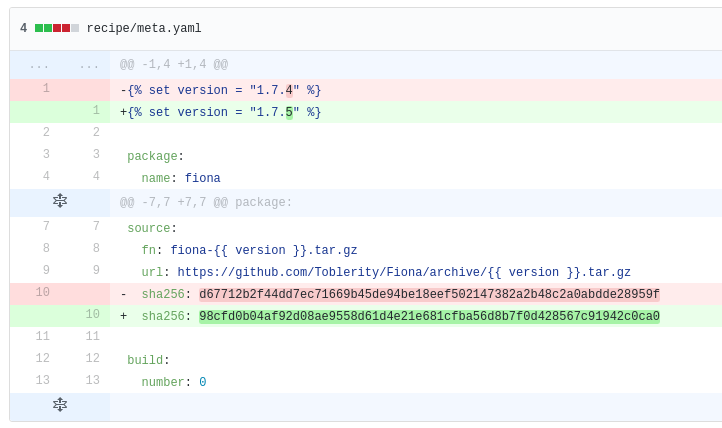 4 recipe/meta.yaml
... ... @@ -1,4 +1,4 @@
1 -{% set version = "1.7.4" %}
1 +{% set version = "1.7.5" %}
2 2
3 3 package:
4 4 name: fiona
@@ -7,7 +7,7 @@ package:
7 7 source:
8 8 fn: fiona-{{ version }}.tar.gz
9 9 url: https://github.com/Toblerity/Fiona/archive/{{ version }}.tar.gz
10 - sha256: d67712b2f44dd7ec71669b45de94be18eef502147382a2b48c2a0abdde28959f
10 + sha256: 98cfd0b04af92d08ae9558d61d4e21e681cfba56d8b7f0d428567c91942c0ca0
11 11
12 12 build:
13 13 number: 0